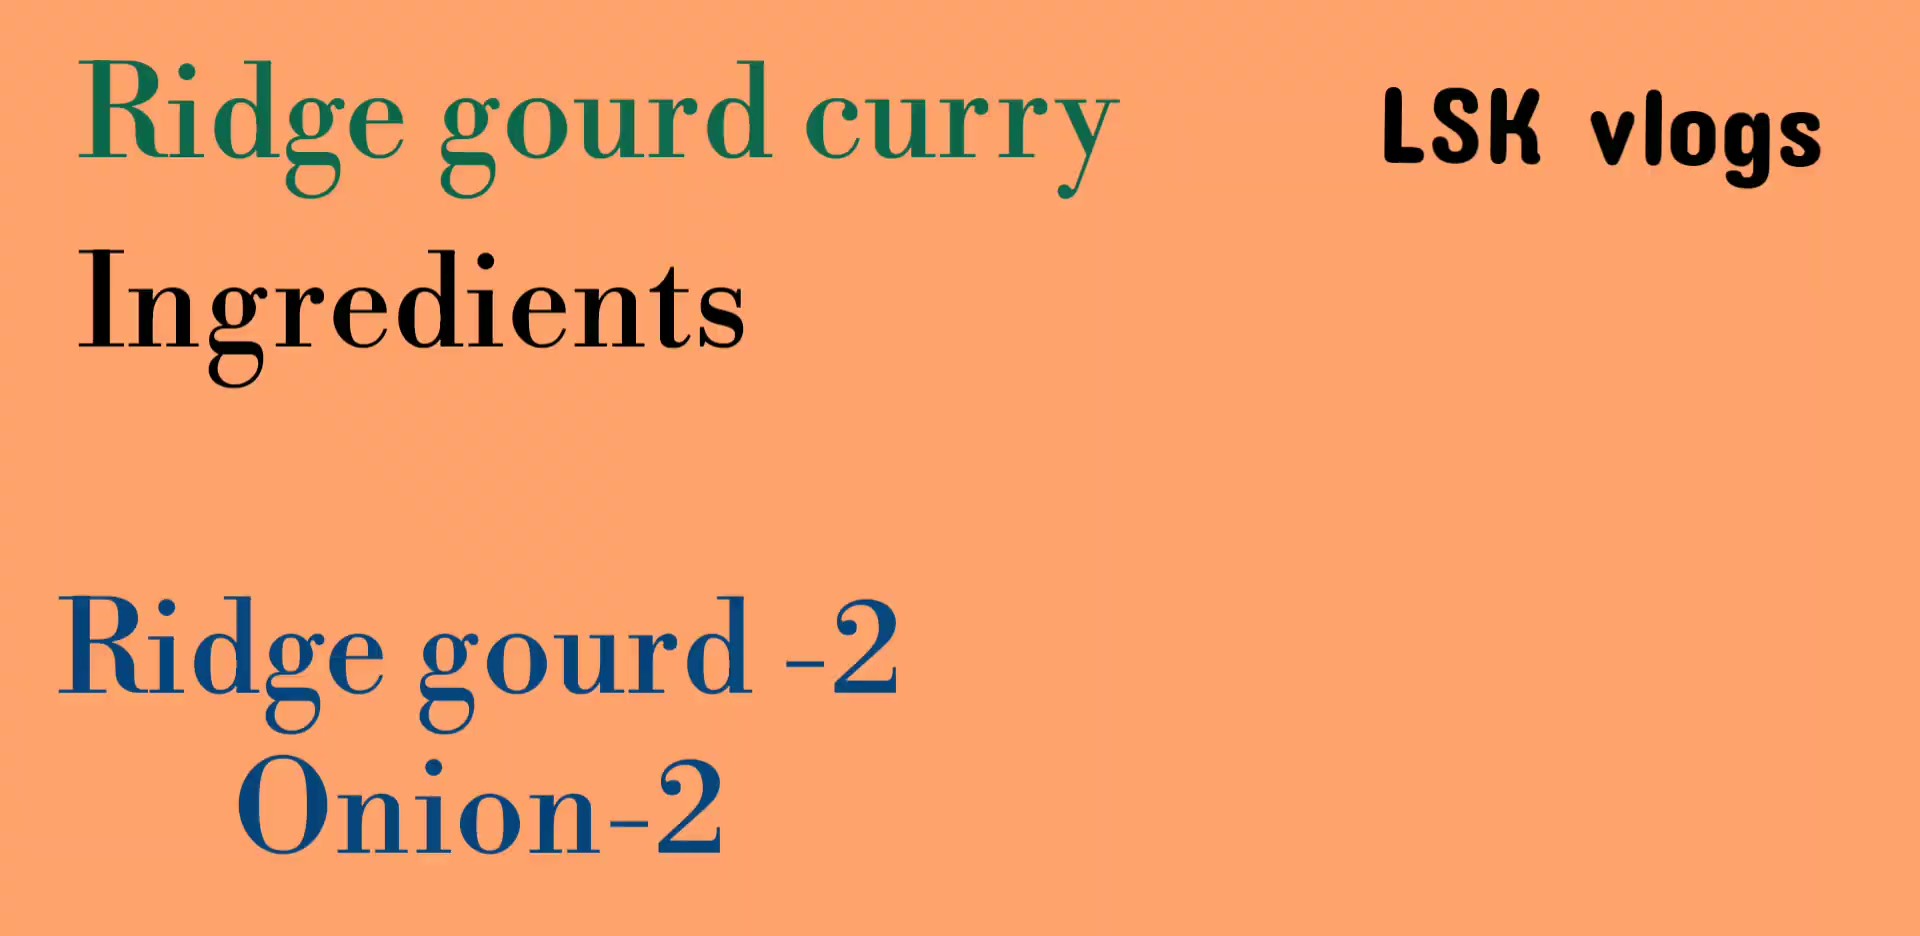 Ridge gourd curry
LSK vlogs
Ingredients
Ridge gourd -2
Onion-2